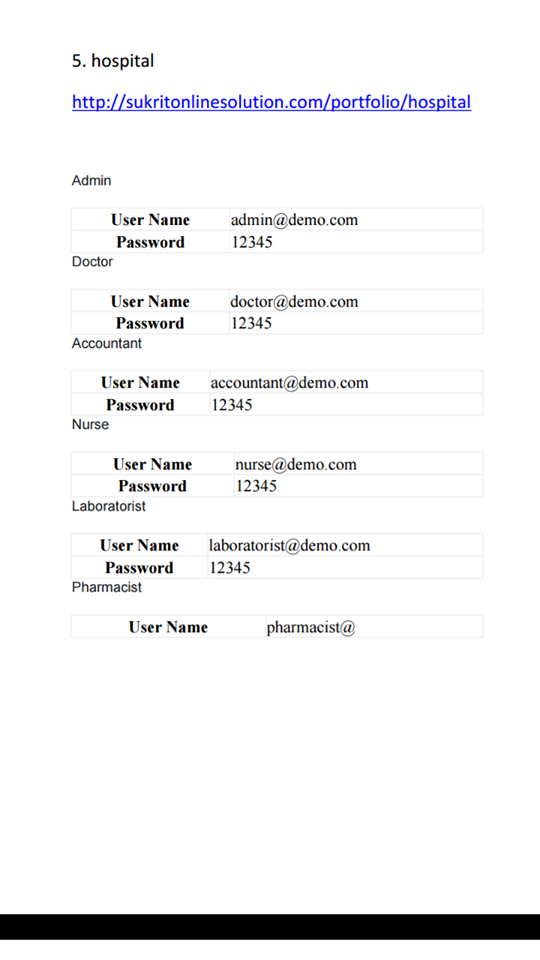 5. hospital
http://sukritonlinesolution.com/portfolio/hospital
Admin
User Name admin@demo.com
Password 12345
Doctor
User Name doctor@demo.com
Password 12345
Accountant
User Name accountant@demo.com
Password 12345
Nurse
User Name nurse@demo.com
Password 12345
Laboratorist
User Name laboratorist@demo.com
Password 12345
Pharmacist
User Name pharmacist@